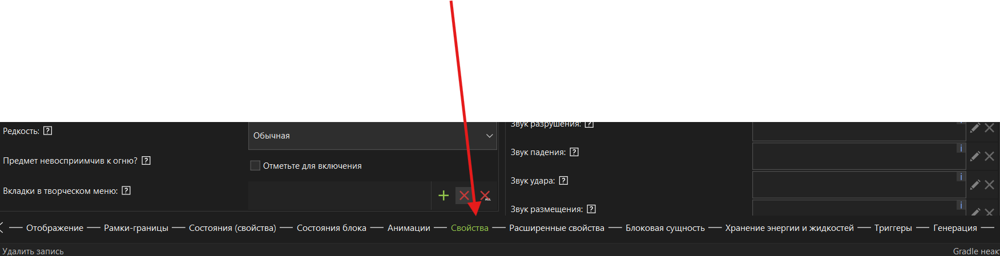 Редкость: ?
Обычная
Предмет невосприимчив к огню? ?
Отметьте для включения
Вкладки в творческом меню: ?
ALL
Звук разрушения: ?
Звук падения: ?
i
Звук удара: ?
i
Звук размещения: ?
i
Отображение Рамки-границы Состояния (свойства) Состояния блока Анимации Свойства Расширенные свойства Блоковая сущность Хранение энергии и жидкостей Триггеры Генерация
Удалить запись
Gradle неак